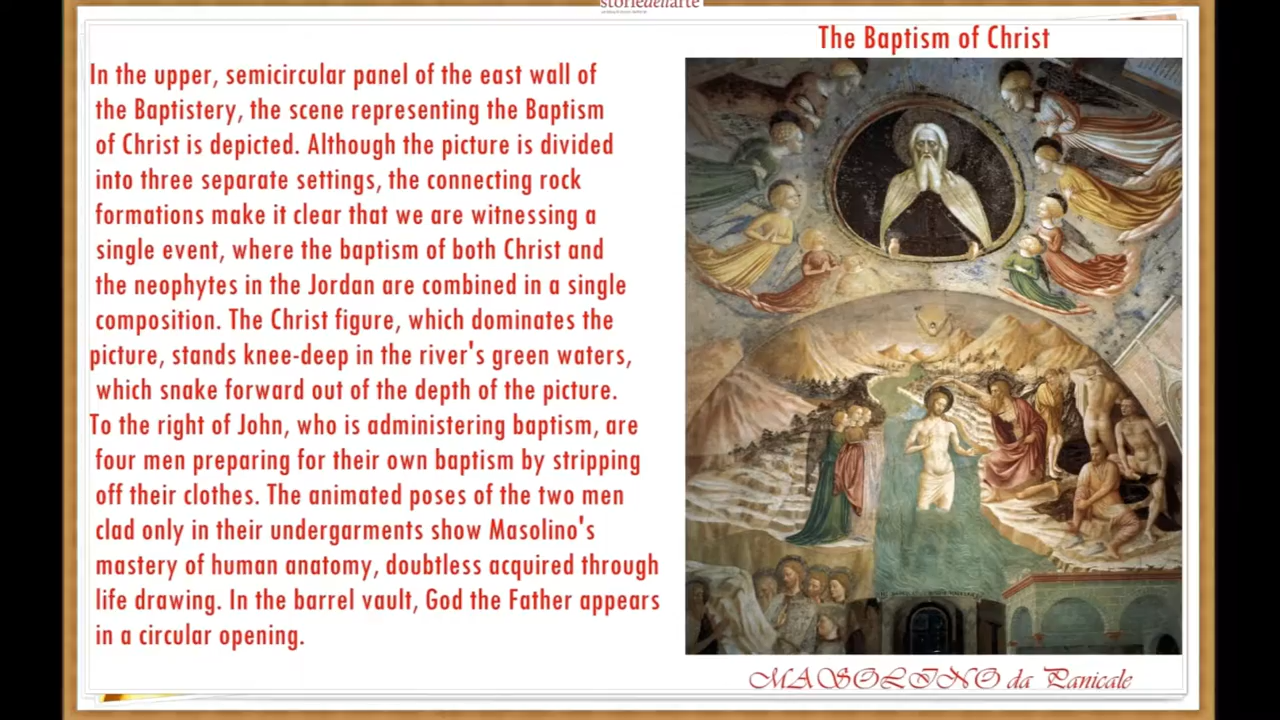 storiedellarte
The Baptism of Christ
In the upper, semicircular panel of the east wall of
the Baptistery, the scene representing the Baptism
of Christ is depicted. Although the picture is divided
into three separate settings, the connecting rock
formations make it clear that we are witnessing a
single event, where the baptism of both Christ and
the neophytes in the Jordan are combined in a single
composition. The Christ figure, which dominates the
picture, stands knee-deep in the river's green waters,
which snake forward out of the depth of the picture.
To the right of John, who is administering baptism, are
four men preparing for their own baptism by stripping
off their clothes. The animated poses of the two men
clad only in their undergarments show Masolino's
mastery of human anatomy, doubtless acquired through
life drawing. In the barrel vault, God the Father appears
in a circular opening.
MASOLINO da Panicale